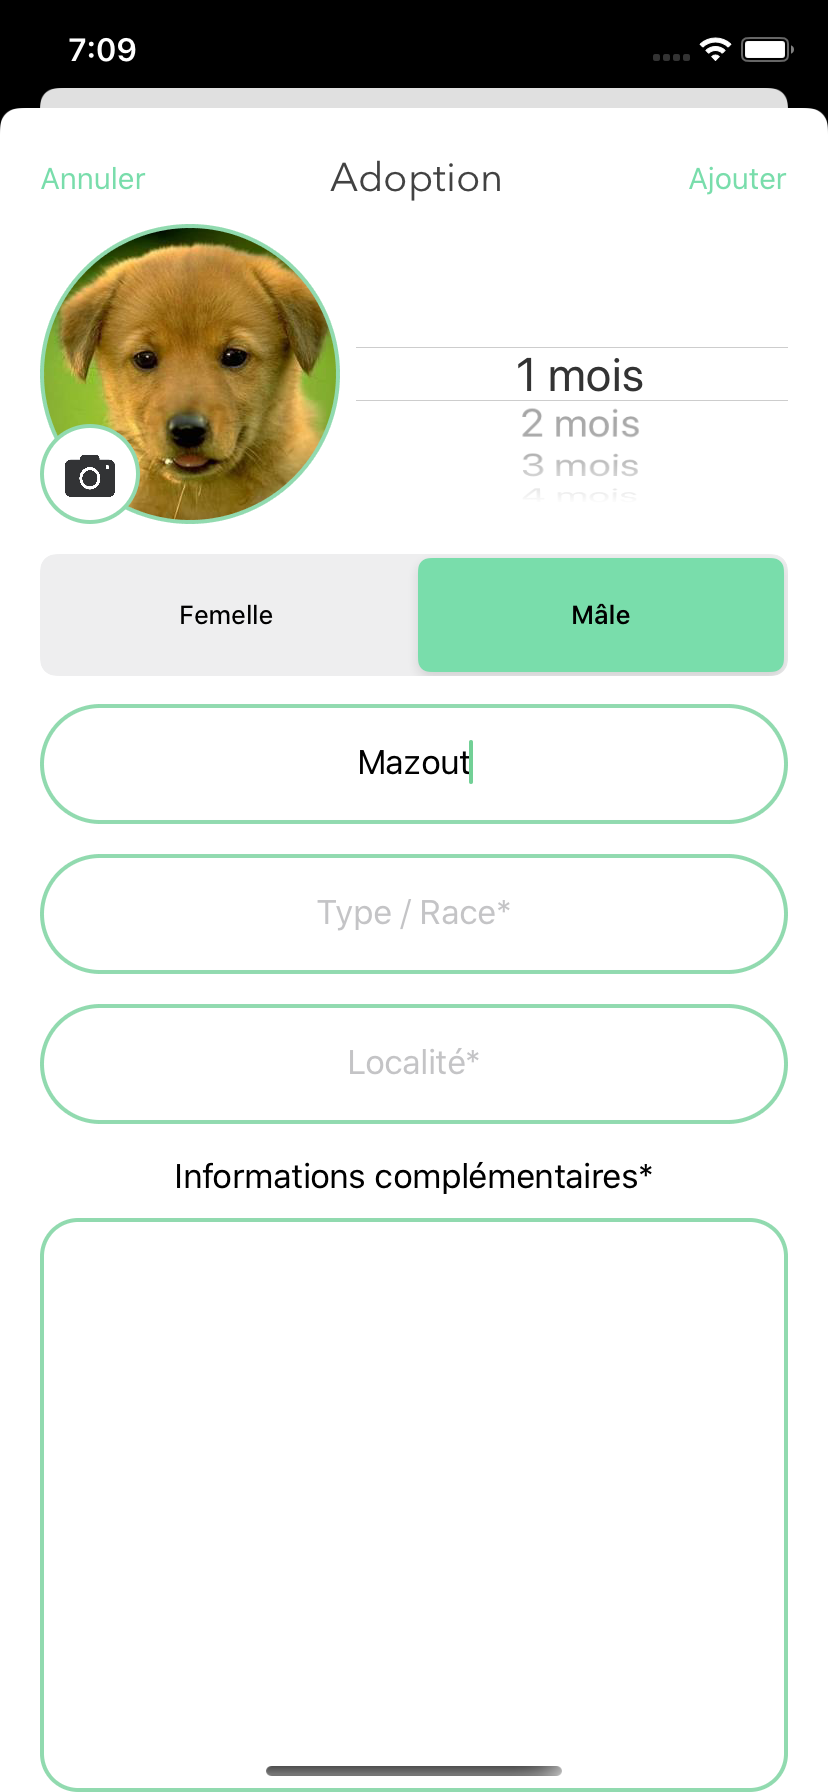 7:09
Annuler Adoption Ajouter
1 mois
2 mois
3 mois
4 mois
Femelle Mâle
Mazout
Type / Race*
Localité*
Informations complémentaires*